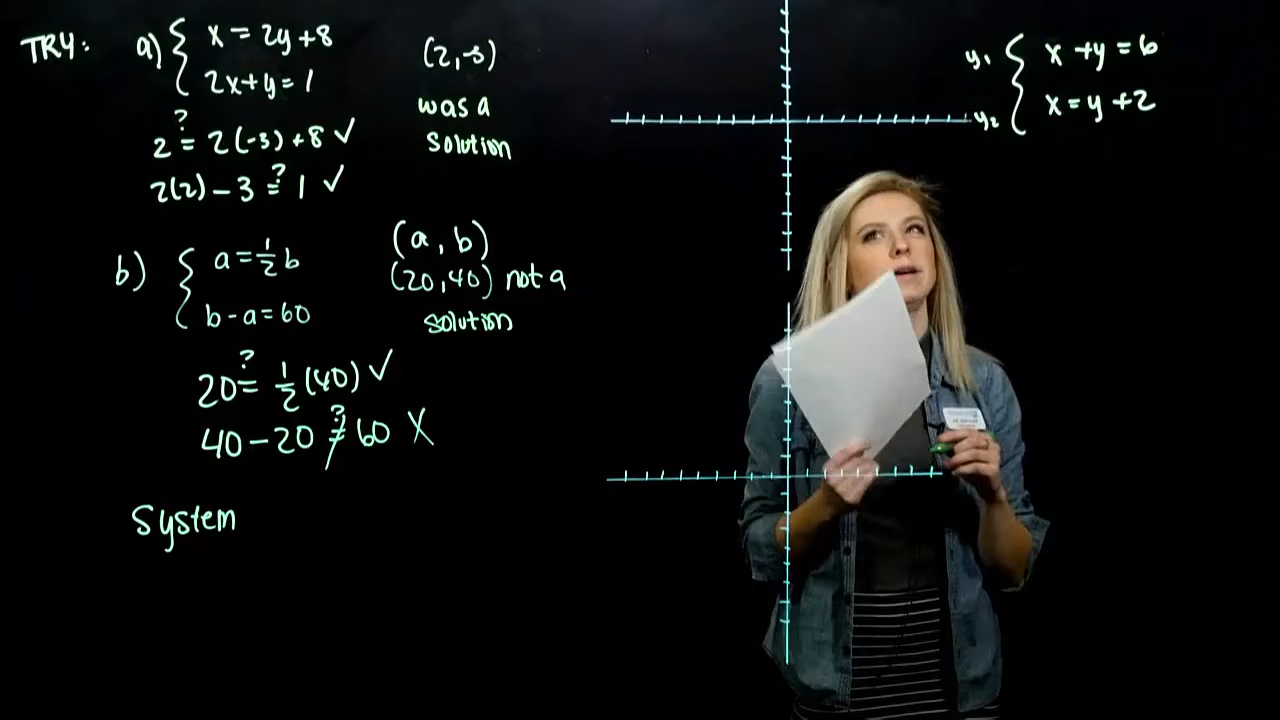 TRY:
a) { x = 2y+8
2x+y = 1
(2,-3)
was a
solution
2 ≟ 2(-3)+8 ✓
2(2) - 3 ≟ 1 ✓
b) { a = 1/2 b
b-a=60
(a, b)
(20,40) not a
solution
20 ≟ 1/2 (40) ✓
40-20 ≠? 60 X
System
y₁ { x+y = 6
y₂ x = y+2